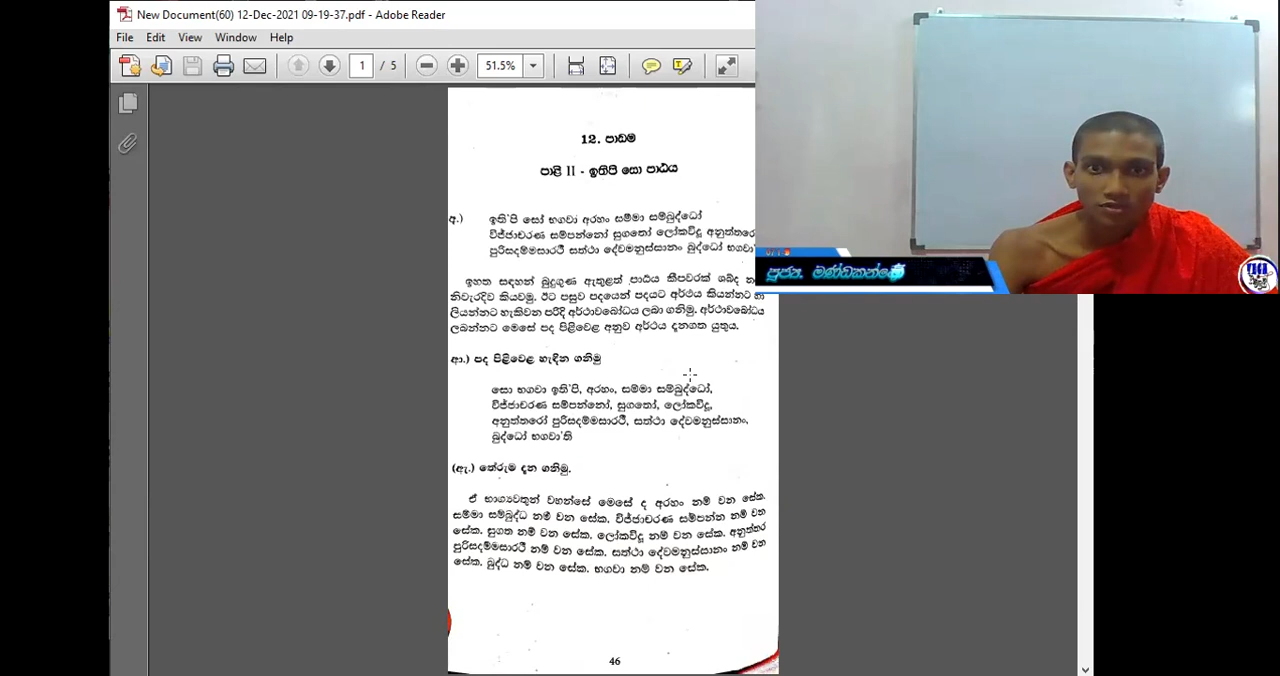 New Document(60) 12-Dec-2021 09-19-37.pdf - Adobe Reader
File Edit View Window Help
1 / 5 51.5%
12. පාඩම
පාළි II - ඉතිපි සො පාඨය
අ.) ඉති'පි සෝ භගවා අරහං සම්මා සම්බුද්ධෝ
විජ්ජාචරණ සම්පන්නෝ සුගතෝ ලෝකවිදූ අනුත්තරෝ
පුරිසදම්මසාරථී සත්ථා දේවමනුස්සානං බුද්ධෝ භගවා
ඉහත සඳහන් බුදුගුණ ඇතුළත් පාඨය කීපවරක් ශබ්ද
නිවැරදිව කියවමු. ඊට පසුව පදයෙන් පදයට අර්ථය කියන්නට හා
ලියන්නට හැකිවන පරිදි අර්ථාවබෝධය ලබා ගනිමු. අර්ථාවබෝධය
ලබන්නට මෙසේ පද පිළිවෙළ අනුව අර්ථය දැනගත යුතුය.
ආ.) පද පිළිවෙළ හැඳින ගනිමු
සො භගවා ඉති'පි, අරහං, සම්මා සම්බුද්ධෝ,
විජ්ජාචරණ සම්පන්නෝ, සුගතෝ, ලෝකවිදූ,
අනුත්තරෝ පුරිසදම්මසාරථී, සත්ථා දේවමනුස්සානං,
බුද්ධෝ භගවා'ති
(ඇ.) තේරුම දැන ගනිමු.
ඒ භාග්‍යවතුන් වහන්සේ මෙසේ ද අරහං නම් වන සේක.
සම්මා සම්බුද්ධ නම් වන සේක. විජ්ජාචරණ සම්පන්න නම් වන
සේක. සුගත නම් වන සේක. ලෝකවිදූ නම් වන සේක. අනුත්තර
පුරිසදම්මසාරථී නම් වන සේක. සත්ථා දේවමනුස්සානං නම් වන
සේක. බුද්ධ නම් වන සේක. භගවා නම් වන සේක.
46
පූජ්‍ය